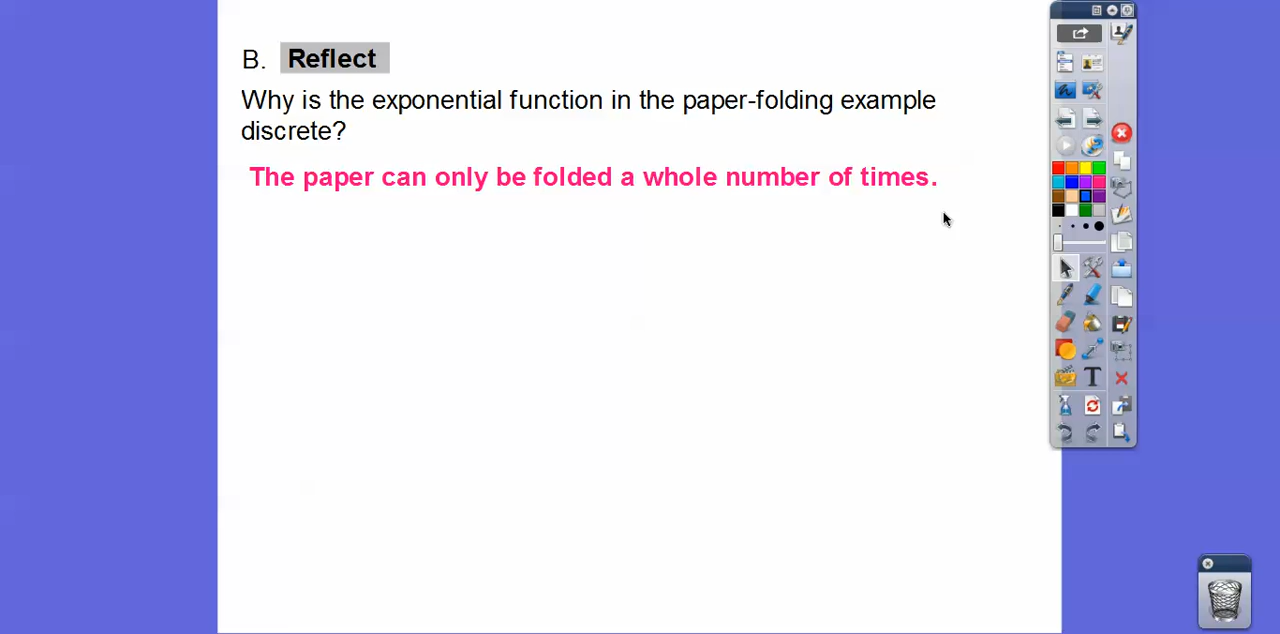 B. Reflect
Why is the exponential function in the paper-folding example
discrete?
The paper can only be folded a whole number of times.
T